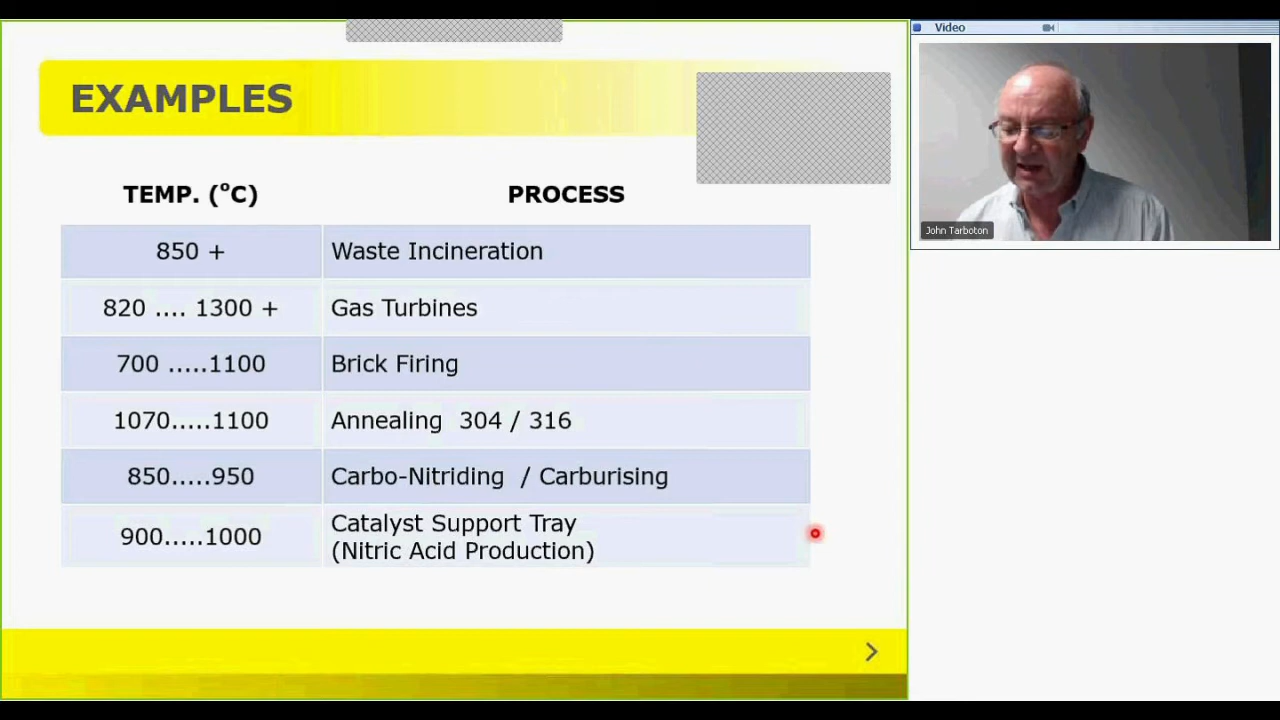 EXAMPLES
TEMP. (°C) PROCESS
850 + Waste Incineration
820 .... 1300 + Gas Turbines
700 .....1100 Brick Firing
1070.....1100 Annealing 304 / 316
850.....950 Carbo-Nitriding / Carburising
900.....1000 Catalyst Support Tray
(Nitric Acid Production)
Video
John Tarboton